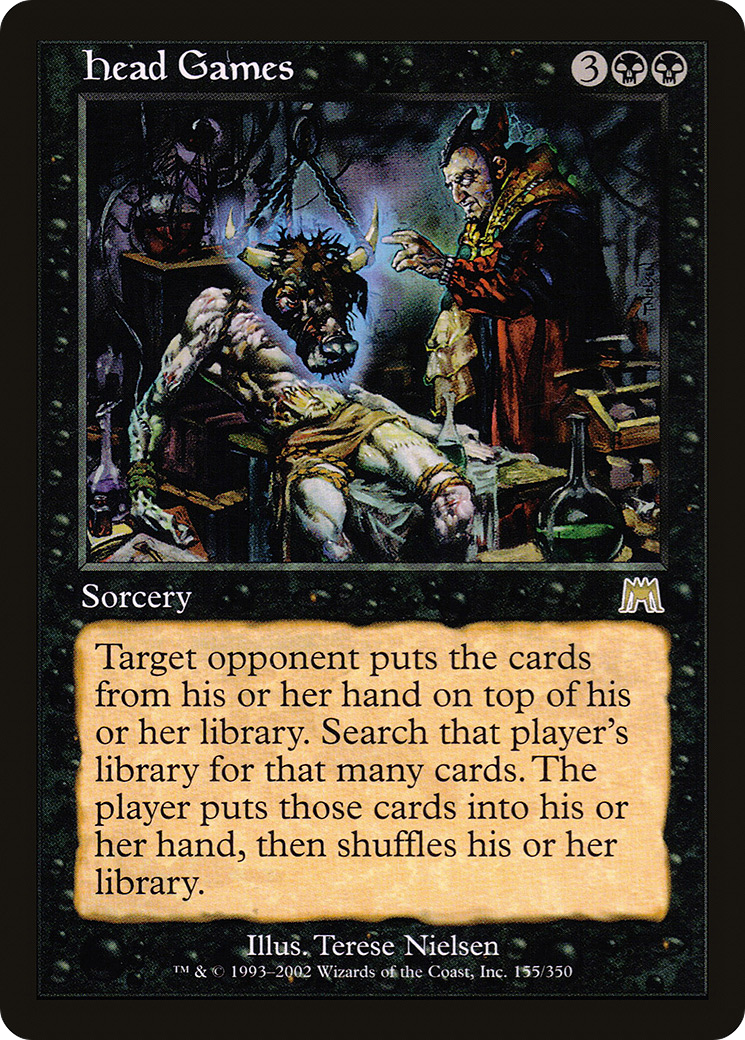 Head Games
3
Sorcery
Target opponent puts the cards
from his or her hand on top of his
or her library. Search that player's
library for that many cards. The
player puts those cards into his or
her hand, then shuffles his or her
library.
Illus. Terese Nielsen
™ & © 1993–2002 Wizards of the Coast, Inc. 155/350